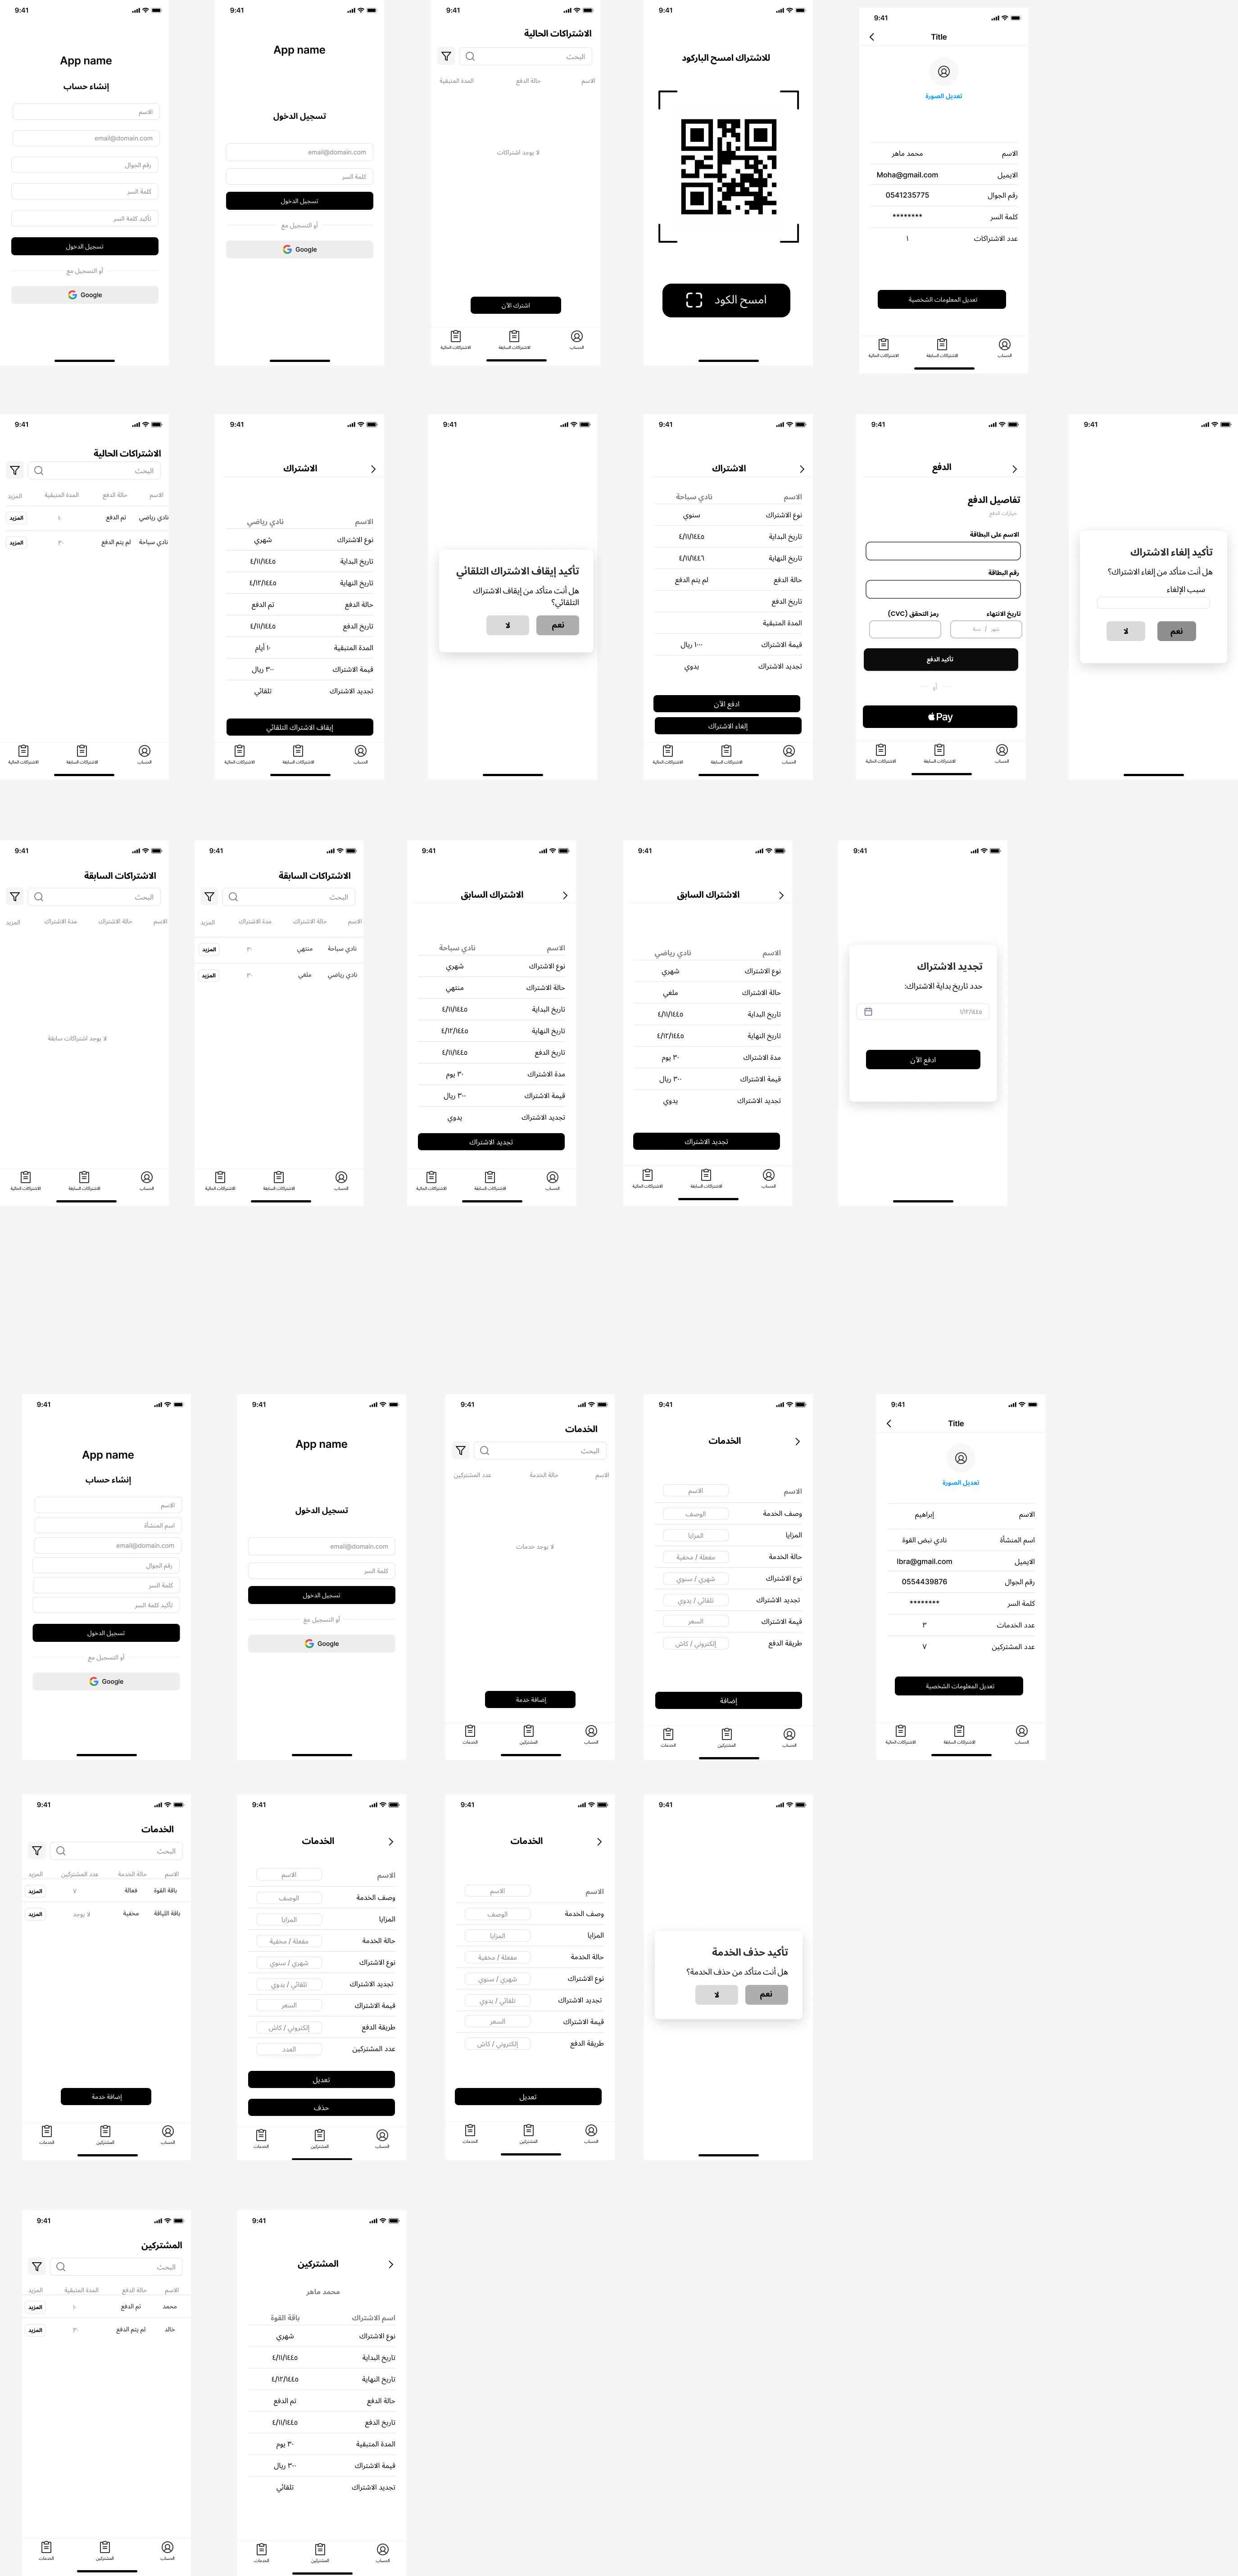 9:41
App name
إنشاء حساب
الاسم
email@domain.com
رقم الجوال
كلمة السر
تأكيد كلمة السر
تسجيل الدخول
أو التسجيل مع
Google
9:41
App name
تسجيل الدخول
email@domain.com
كلمة السر
تسجيل الدخول
أو التسجيل مع
Google
9:41
الاشتراكات الحالية
البحث
الاسم حالة الدفع المدة المتبقية
لا يوجد اشتراكات
اشترك الآن
الحساب الاشتراكات السابقة الاشتراكات الحالية
9:41
للاشتراك امسح الباركود
امسح الكود
9:41
Title
تعديل الصورة
الاسم محمد ماهر
الايميل Moha@gmail.com
رقم الجوال 0541235775
كلمة السر ********
عدد الاشتراكات ١
تعديل المعلومات الشخصية
الحساب الاشتراكات السابقة الاشتراكات الحالية
9:41
الاشتراكات الحالية
البحث
الاسم حالة الدفع المدة المتبقية المزيد
نادي رياضي تم الدفع ١٠ المزيد
نادي سباحة لم يتم الدفع ٣٠ المزيد
الحساب الاشتراكات السابقة الاشتراكات الحالية
9:41
الاشتراك
الاسم نادي رياضي
نوع الاشتراك شهري
تاريخ البداية ٤/١١/١٤٤٥
تاريخ النهاية ٤/١٢/١٤٤٥
حالة الدفع تم الدفع
تاريخ الدفع ٤/١١/١٤٤٥
المدة المتبقية ١٠ أيام
قيمة الاشتراك ٣٠٠ ريال
تجديد الاشتراك تلقائي
إيقاف الاشتراك التلقائي
الحساب الاشتراكات السابقة الاشتراكات الحالية
9:41
تأكيد إيقاف الاشتراك التلقائي
هل أنت متأكد من إيقاف الاشتراك
التلقائي؟
نعم لا
9:41
الاشتراك
الاسم نادي سباحة
نوع الاشتراك سنوي
تاريخ البداية ٤/١١/١٤٤٥
تاريخ النهاية ٤/١١/١٤٤٦
حالة الدفع لم يتم الدفع
تاريخ الدفع
المدة المتبقية
قيمة الاشتراك ١٠٠٠ ريال
تجديد الاشتراك يدوي
ادفع الآن
إلغاء الاشتراك
الحساب الاشتراكات السابقة الاشتراكات الحالية
9:41
الدفع
تفاصيل الدفع
خيارات الدفع
الاسم على البطاقة
رقم البطاقة
تاريخ الانتهاء رمز التحقق (CVC)
شهر / سنة
تأكيد الدفع
أو
Pay
الحساب الاشتراكات السابقة الاشتراكات الحالية
9:41
تأكيد إلغاء الاشتراك
هل أنت متأكد من إلغاء الاشتراك؟
سبب الإلغاء
نعم لا
9:41
الاشتراكات السابقة
البحث
الاسم حالة الاشتراك مدة الاشتراك المزيد
لا يوجد اشتراكات سابقة
الحساب الاشتراكات السابقة الاشتراكات الحالية
9:41
الاشتراكات السابقة
البحث
الاسم حالة الاشتراك مدة الاشتراك المزيد
نادي سباحة منتهي ٣٠ المزيد
نادي رياضي ملغي ٣٠ المزيد
الحساب الاشتراكات السابقة الاشتراكات الحالية
9:41
الاشتراك السابق
الاسم نادي سباحة
نوع الاشتراك شهري
حالة الاشتراك منتهي
تاريخ البداية ٤/١١/١٤٤٥
تاريخ النهاية ٤/١٢/١٤٤٥
تاريخ الدفع ٤/١١/١٤٤٥
مدة الاشتراك ٣٠ يوم
قيمة الاشتراك ٣٠٠ ريال
تجديد الاشتراك يدوي
تجديد الاشتراك
الحساب الاشتراكات السابقة الاشتراكات الحالية
9:41
الاشتراك السابق
الاسم نادي رياضي
نوع الاشتراك شهري
حالة الاشتراك ملغي
تاريخ البداية ٤/١١/١٤٤٥
تاريخ النهاية ٤/١٢/١٤٤٥
مدة الاشتراك ٣٠ يوم
قيمة الاشتراك ٣٠٠ ريال
تجديد الاشتراك يدوي
تجديد الاشتراك
الحساب الاشتراكات السابقة الاشتراكات الحالية
9:41
تجديد الاشتراك
حدد تاريخ بداية الاشتراك:
١/١٢/١٤٤٥
ادفع الآن
9:41
App name
إنشاء حساب
الاسم
اسم المنشأة
email@domain.com
رقم الجوال
كلمة السر
تأكيد كلمة السر
تسجيل الدخول
أو التسجيل مع
Google
9:41
App name
تسجيل الدخول
email@domain.com
كلمة السر
تسجيل الدخول
أو التسجيل مع
Google
9:41
الخدمات
البحث
الاسم حالة الخدمة عدد المشتركين
لا يوجد خدمات
إضافة خدمة
الحساب المشتركين الخدمات
9:41
الخدمات
الاسم الاسم
وصف الخدمة الوصف
المزايا المزايا
حالة الخدمة مفعلة / مخفية
نوع الاشتراك شهري / سنوي
تجديد الاشتراك تلقائي / يدوي
قيمة الاشتراك السعر
طريقة الدفع إلكتروني / كاش
إضافة
الحساب المشتركين الخدمات
9:41
Title
تعديل الصورة
الاسم إبراهيم
اسم المنشأة نادي نبض القوة
الايميل Ibra@gmail.com
رقم الجوال 0554439876
كلمة السر ********
عدد الخدمات ٣
عدد المشتركين ٧
تعديل المعلومات الشخصية
الحساب الاشتراكات السابقة الاشتراكات الحالية
9:41
الخدمات
البحث
الاسم حالة الخدمة عدد المشتركين المزيد
باقة القوة فعالة ٧ المزيد
باقة اللياقة مخفية لا يوجد المزيد
إضافة خدمة
الحساب المشتركين الخدمات
9:41
الخدمات
الاسم الاسم
وصف الخدمة الوصف
المزايا المزايا
حالة الخدمة مفعلة / مخفية
نوع الاشتراك شهري / سنوي
تجديد الاشتراك تلقائي / يدوي
قيمة الاشتراك السعر
طريقة الدفع إلكتروني / كاش
عدد المشتركين العدد
تعديل
حذف
الحساب المشتركين الخدمات
9:41
الخدمات
الاسم الاسم
وصف الخدمة الوصف
المزايا المزايا
حالة الخدمة مفعلة / مخفية
نوع الاشتراك شهري / سنوي
تجديد الاشتراك تلقائي / يدوي
قيمة الاشتراك السعر
طريقة الدفع إلكتروني / كاش
تعديل
الحساب المشتركين الخدمات
9:41
تأكيد حذف الخدمة
هل أنت متأكد من حذف الخدمة؟
نعم لا
9:41
المشتركين
البحث
الاسم حالة الدفع المدة المتبقية المزيد
محمد تم الدفع ١٠ المزيد
خالد لم يتم الدفع ٣٠ المزيد
الحساب المشتركين الخدمات
9:41
المشتركين
محمد ماهر
اسم الاشتراك باقة القوة
نوع الاشتراك شهري
تاريخ البداية ٤/١١/١٤٤٥
تاريخ النهاية ٤/١٢/١٤٤٥
حالة الدفع تم الدفع
تاريخ الدفع ٤/١١/١٤٤٥
المدة المتبقية ٣٠ يوم
قيمة الاشتراك ٣٠٠ ريال
تجديد الاشتراك تلقائي
الحساب المشتركين الخدمات